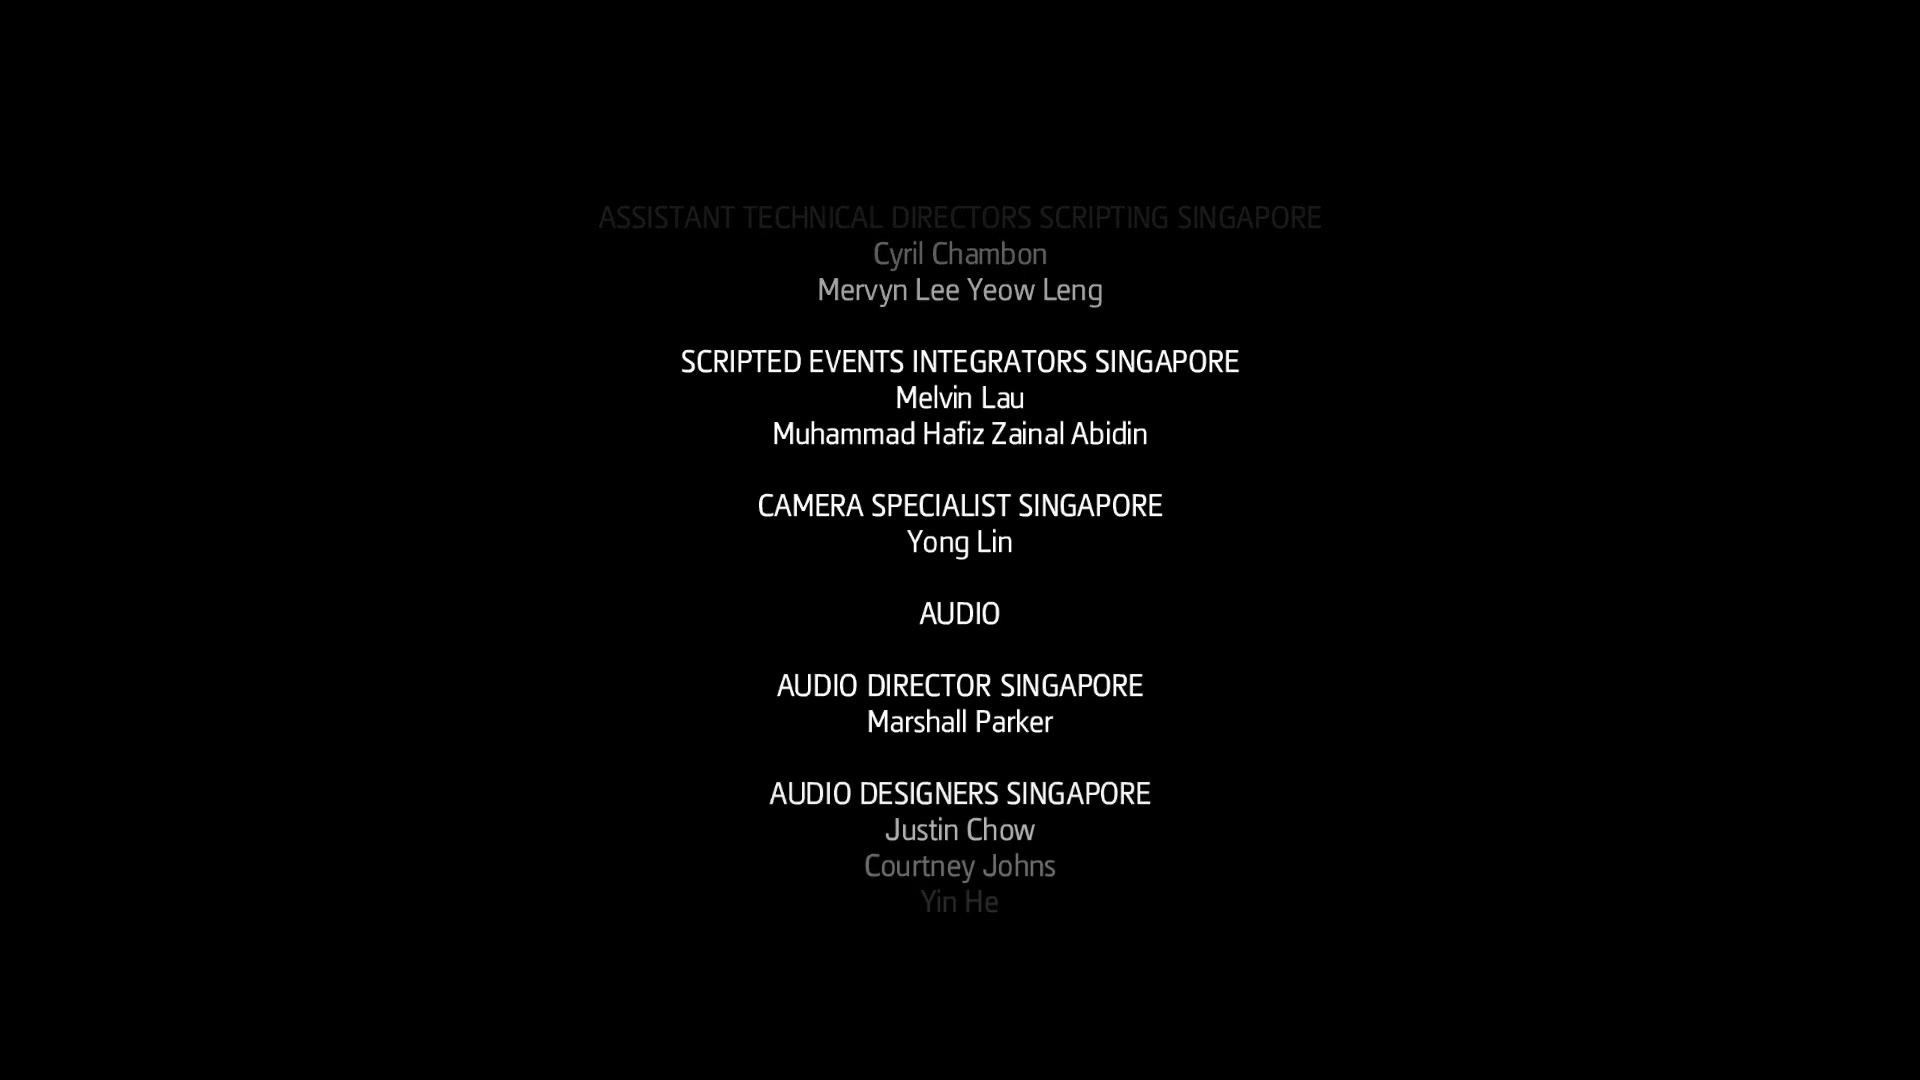 ASSISTANT TECHNICAL DIRECTORS SCRIPTING SINGAPORE
Cyril Chambon
Mervyn Lee Yeow Leng
SCRIPTED EVENTS INTEGRATORS SINGAPORE
Melvin Lau
Muhammad Hafiz Zainal Abidin
CAMERA SPECIALIST SINGAPORE
Yong Lin
AUDIO
AUDIO DIRECTOR SINGAPORE
Marshall Parker
AUDIO DESIGNERS SINGAPORE
Justin Chow
Courtney Johns
Yin He